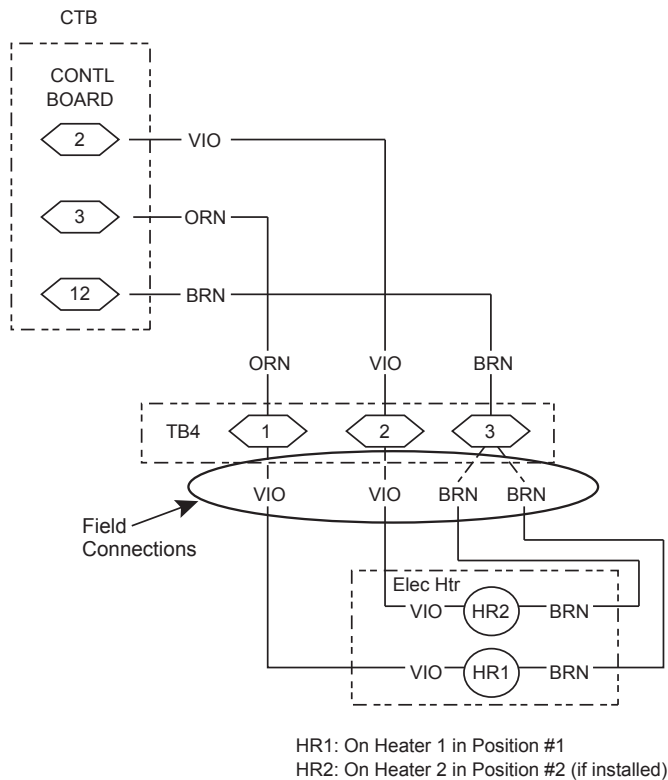 CTB
CONTL
BOARD
2 VIO
3 ORN
12 BRN
ORN VIO BRN
TB4 1 2 3
VIO VIO BRN BRN
Field
Connections
Elec Htr
VIO HR2 BRN
VIO HR1 BRN
HR1: On Heater 1 in Position #1
HR2: On Heater 2 in Position #2 (if installed)